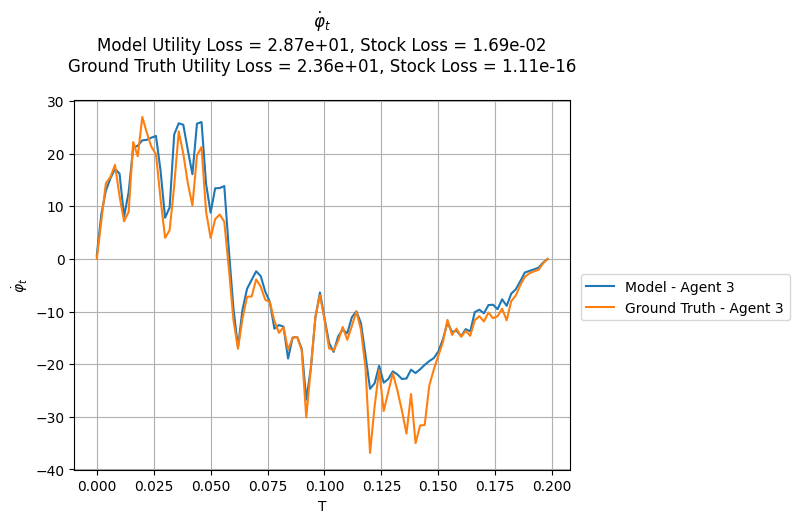 φ̇ₜ
Model Utility Loss = 2.87e+01, Stock Loss = 1.69e-02
Ground Truth Utility Loss = 2.36e+01, Stock Loss = 1.11e-16
30
20
10
0
−10
−20
−30
−40
φ̇ₜ
0.000
0.025
0.050
0.075
0.100
0.125
0.150
0.175
0.200
T
Model - Agent 3
Ground Truth - Agent 3